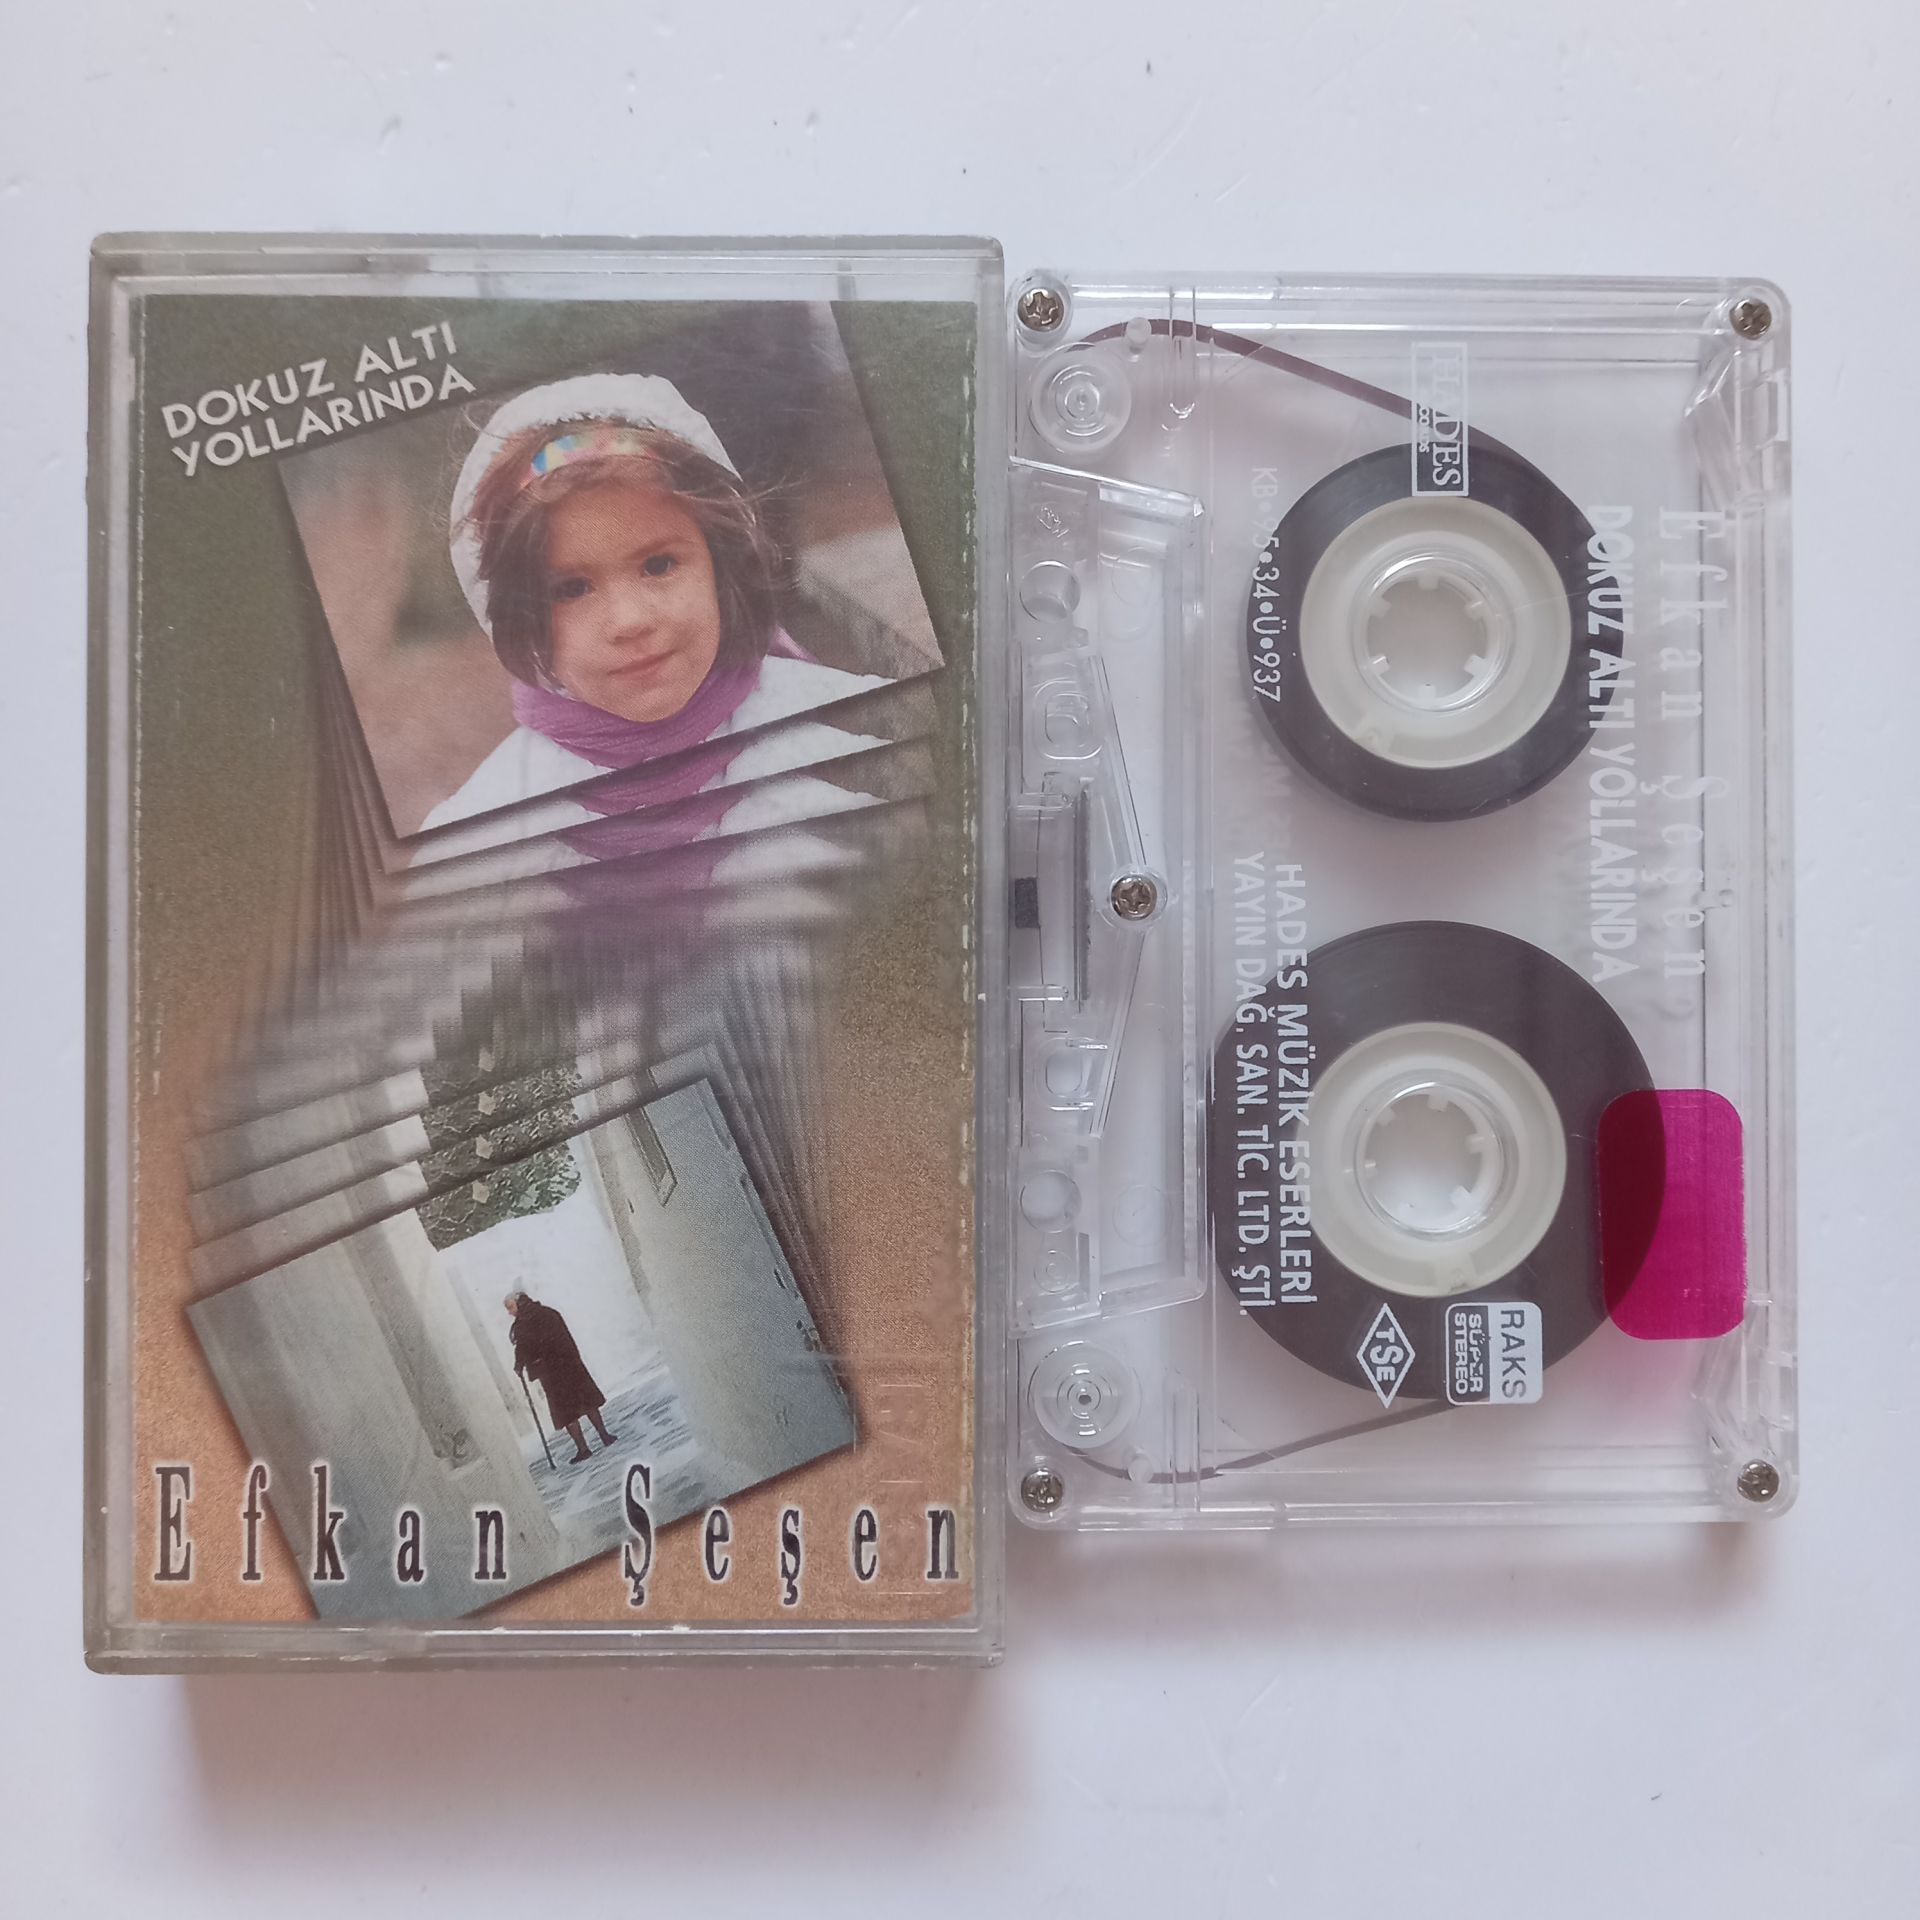 DOKUZ ALTI
YOLLARINDA
Efkan Şeşen
Efkan Şeşen
DOKUZ ALTI YOLLARINDA
HADES
KB•95•34•Ü•937
HADES MÜZİK ESERLERİ
YAYIN DAĞ. SAN. TİC. LTD. ŞTİ.
TSE
RAKS
SÜPER
STEREO